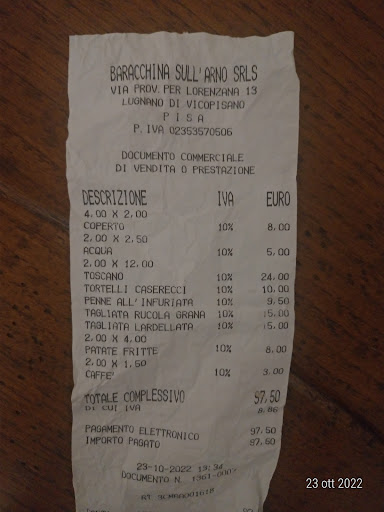 BARACCHINA SULL'ARNO SRLS
VIA PROV. PER LORENZANA 13
LUGNANO DI VICOPISANO
PISA
P. IVA 02353570506
DOCUMENTO COMMERCIALE
DI VENDITA O PRESTAZIONE
DESCRIZIONE IVA EURO
4,00 X 2,00
COPERTO 10% 8,00
2,00 X 2,50
ACQUA 10% 5,00
2,00 X 12,00
TOSCANO 10% 24,00
TORTELLI CASERECCI 10% 10,00
PENNE ALL'INFURIATA 10% 9,50
TAGLIATA RUCOLA GRANA 10% 15,00
TAGLIATA LARDELLATA 10% 15,00
2,00 X 4,00
PATATE FRITTE 10% 8,00
2,00 X 1,50
CAFFE' 10% 3,00
TOTALE COMPLESSIVO 97,50
DI CUI IVA 8,86
PAGAMENTO ELETTRONICO 97,50
IMPORTO PAGATO 97,50
23-10-2022 13:34
DOCUMENTO N. 1361-0007
RT
23 ott 2022